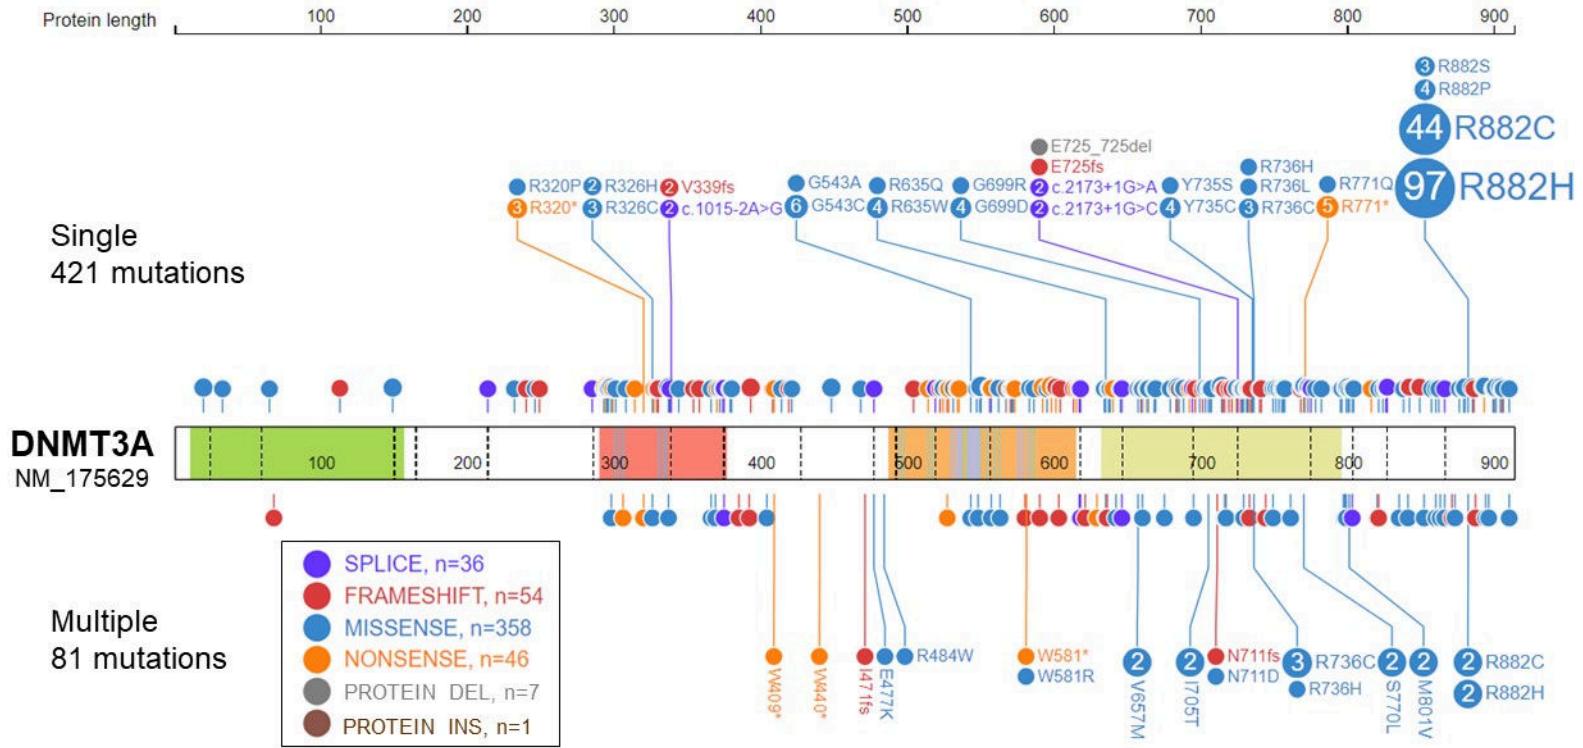 Protein length 100 200 300 400 500 600 700 800 900
3 R882S
4 R882P
44 R882C
97 R882H
E725_725del
E725fs
2 c.2173+1G>A
2 c.2173+1G>C
R320P
3 R320*
2 R326H
3 R326C
2 V339fs
2 c.1015-2A>G
G543A
6 G543C
R635Q
4 R635W
G699R
4 G699D
Y735S
4 Y735C
R736H
R736L
3 R736C
R771Q
5 R771*
Single
421 mutations
DNMT3A
NM_175629
100 200 300 400 500 600 700 800 900
Multiple
81 mutations
SPLICE, n=36
FRAMESHIFT, n=54
MISSENSE, n=358
NONSENSE, n=46
PROTEIN DEL, n=7
PROTEIN INS, n=1
W409*
W440*
I471fs
E477K
R484W
W581*
W581R
2 V657M
2 I705T
N711fs
N711D
3 R736C
R736H
2 S770L
2 M801V
2 R882C
2 R882H